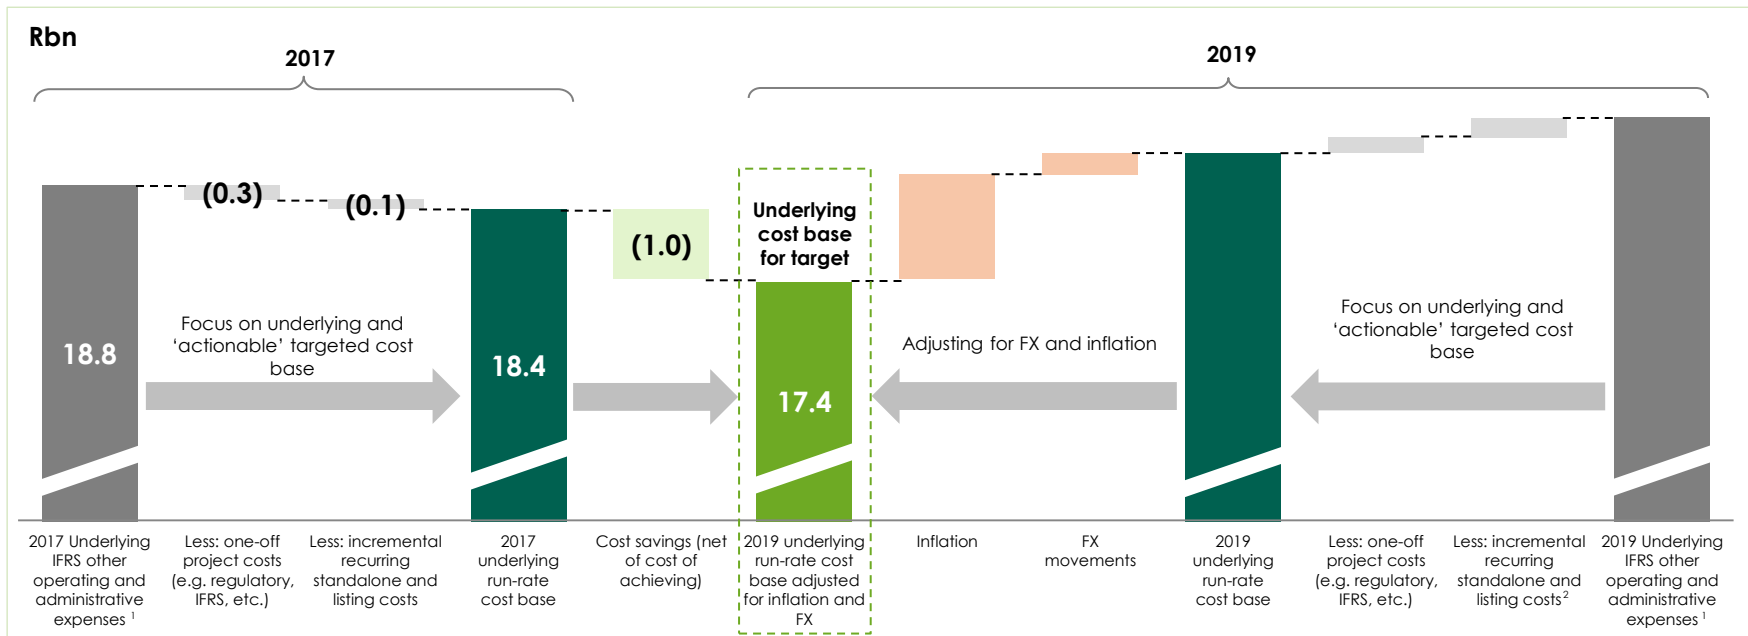 Rbn
2017
2019
(0.3)
(0.1)
(1.0)
Underlying
cost base
for target
18.8
Focus on underlying and
‘actionable’ targeted cost
base
18.4
17.4
Adjusting for FX and inflation
Focus on underlying and
‘actionable’ targeted cost
base
2017 Underlying
IFRS other
operating and
administrative
expenses 1
Less: one-off
project costs
(e.g. regulatory,
IFRS, etc.)
Less: incremental
recurring
standalone and
listing costs
2017
underlying
run-rate
cost base
Cost savings (net
of cost of
achieving)
2019 underlying
run-rate cost
base adjusted
for inflation and
FX
Inflation
FX
movements
2019
underlying
run-rate
cost base
Less: one-off
project costs
(e.g. regulatory,
IFRS, etc.)
Less: incremental
recurring
standalone and
listing costs2
2019 Underlying
IFRS other
operating and
administrative
expenses 1